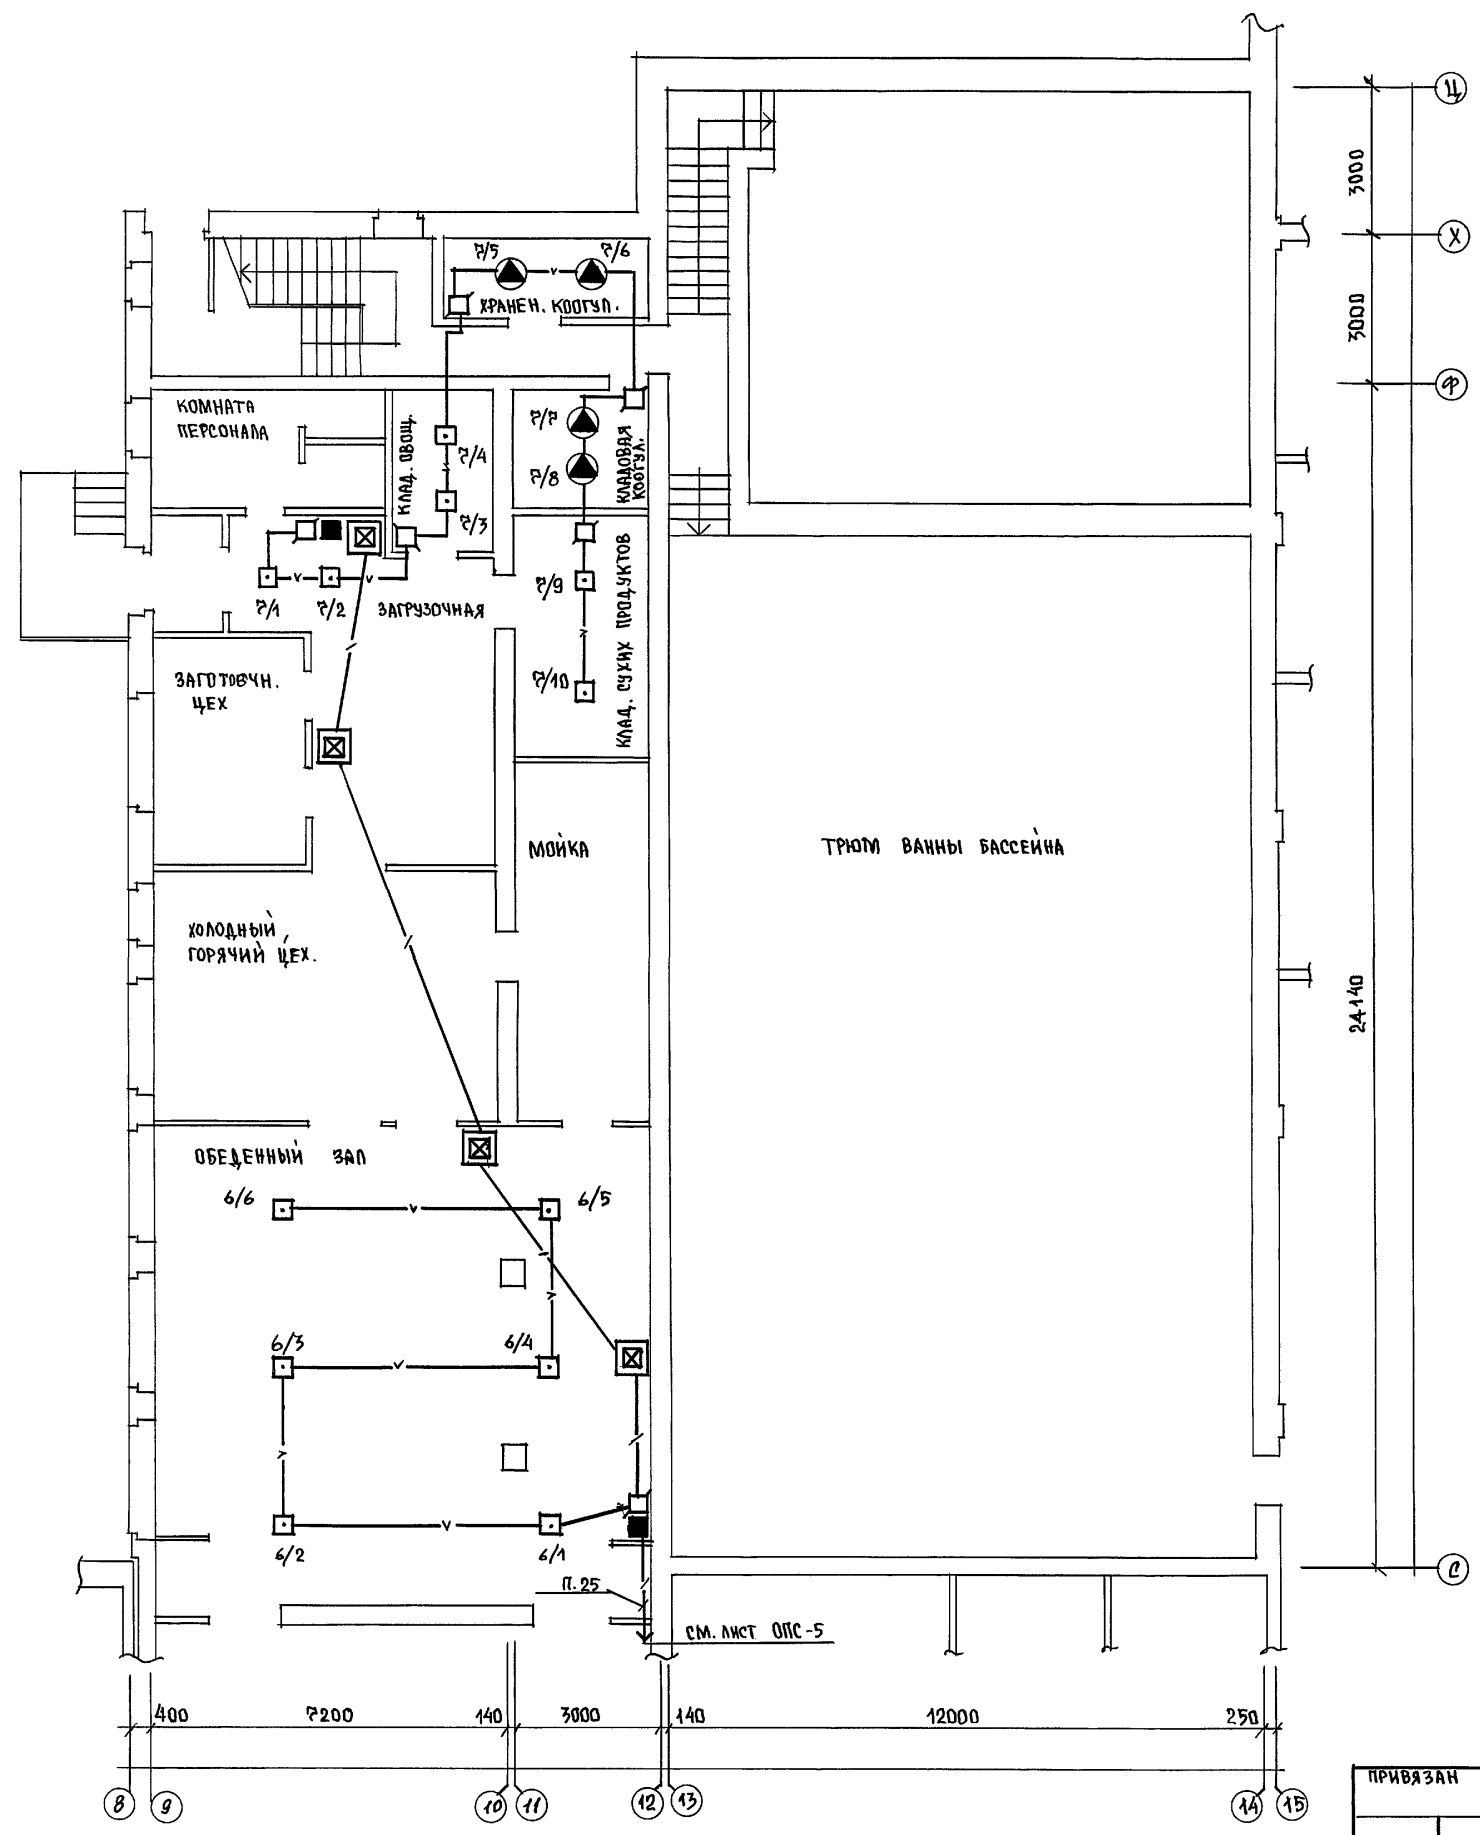 Ц
3000
Х
3000
Ф
7/5
7/6
ХРАНЕН. КООГУЛ.
КОМНАТА
ПЕРСОНАЛА
КЛАД. ОВОЩ.
7/4
7/3
7/7
7/8
КЛАДОВАЯ
КООГУЛ.
7/1
7/2
ЗАГРУЗОЧНАЯ
7/9
7/10
КЛАД. СУХИХ ПРОДУКТОВ
ЗАГОТОВЧН.
ЦЕХ
МОЙКА
ТРЮМ ВАННЫ БАССЕЙНА
ХОЛОДНЫЙ,
ГОРЯЧИЙ ЦЕХ.
24140
ОБЕДЕННЫЙ ЗАЛ
6/6
6/5
6/3
6/4
6/2
6/1
П.25
С
СМ. ЛИСТ ОПС-5
400
7200
140
3000
140
12000
250
8
9
10
11
12
13
14
15
ПРИВЯЗАН